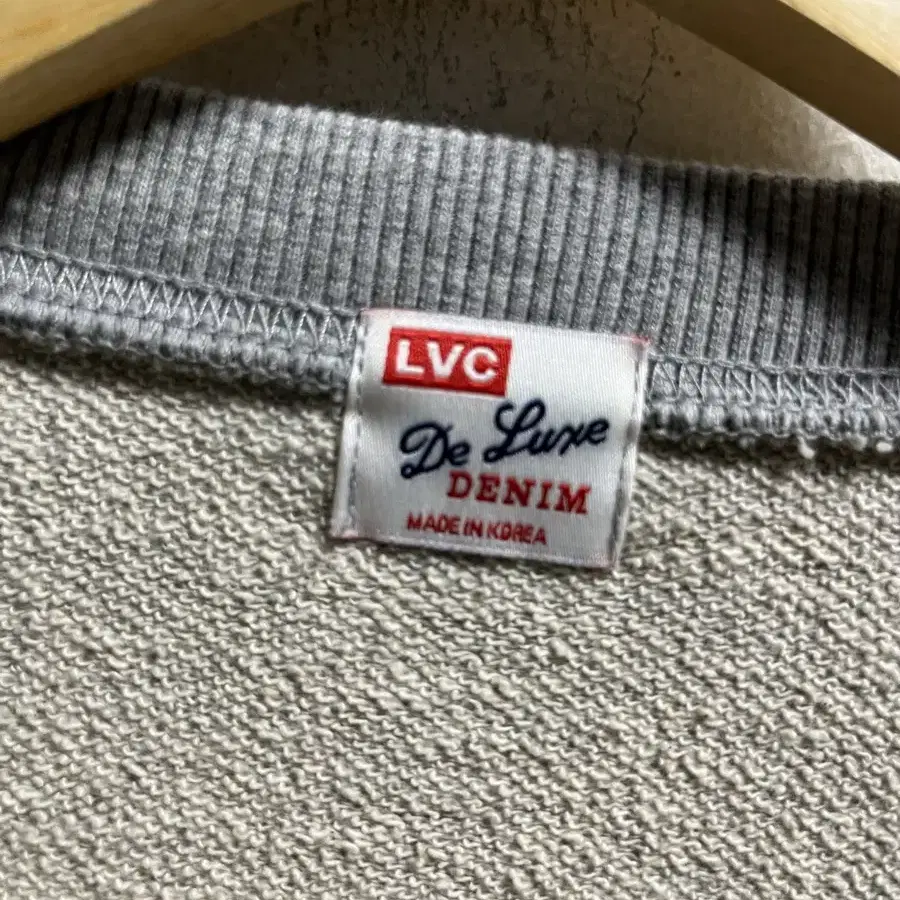 LVC
De Luxe
DENIM
MADE IN KOREA